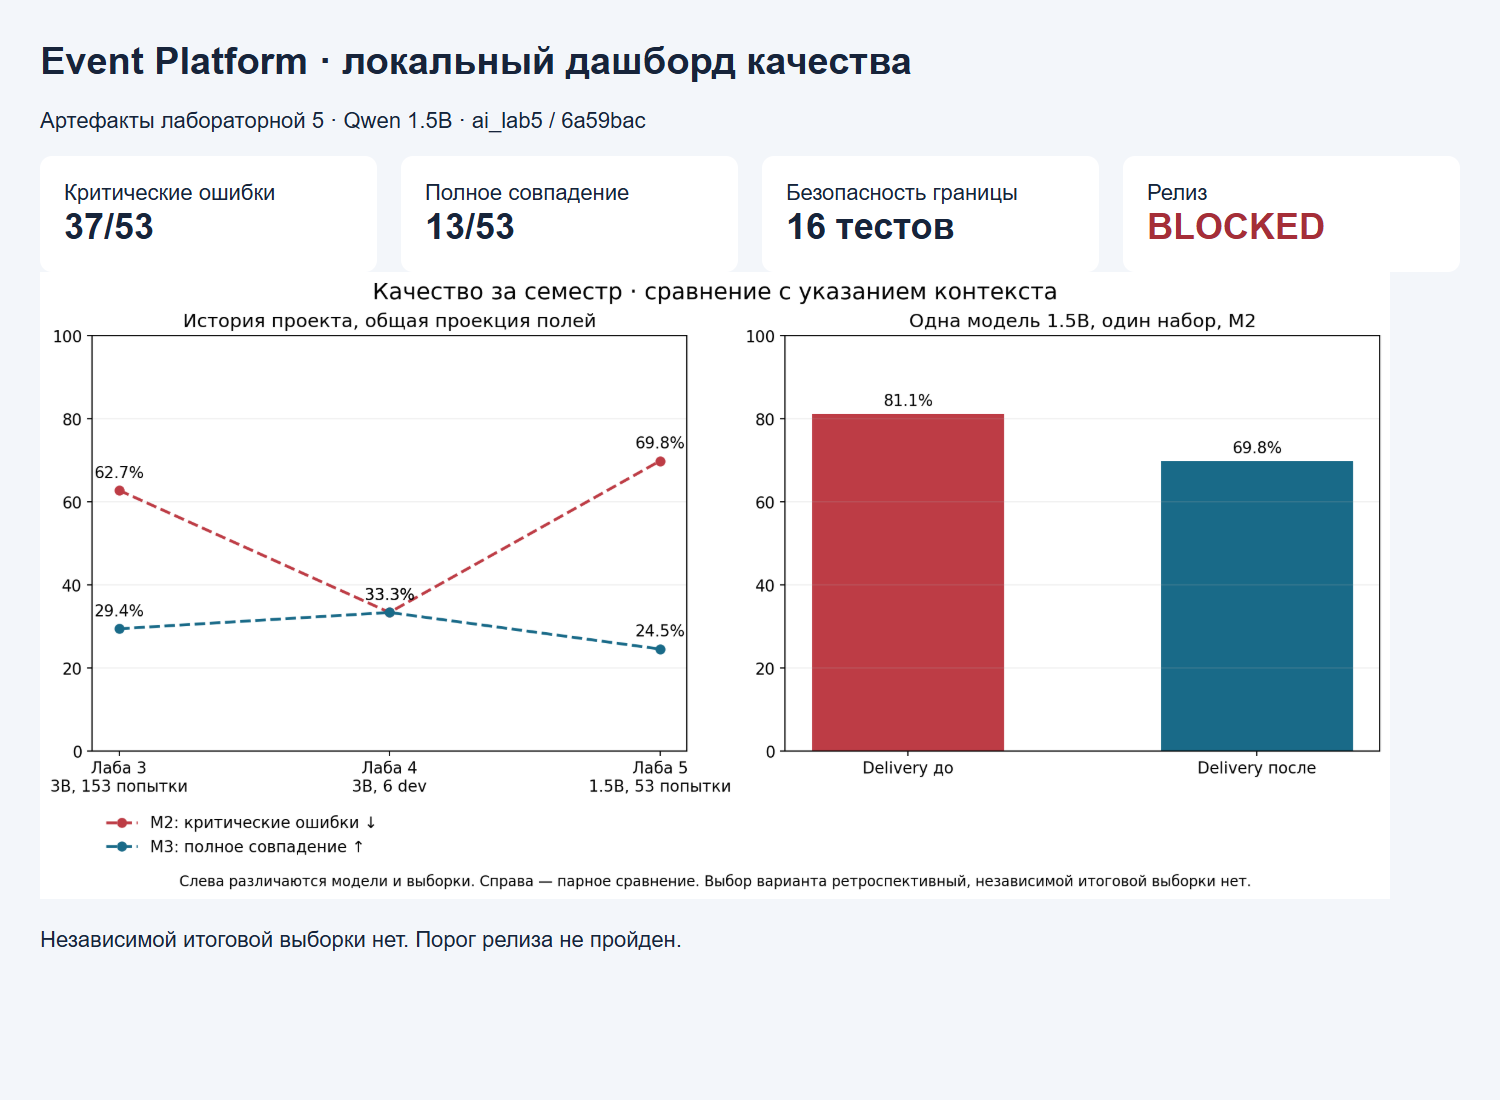 Event Platform · локальный дашборд качества
Артефакты лабораторной 5 · Qwen 1.5B · ai_lab5 / 6a59bac
Критические ошибки
37/53
Полное совпадение
13/53
Безопасность границы
16 тестов
Релиз
BLOCKED
Качество за семестр · сравнение с указанием контекста
История проекта, общая проекция полей
100
80
60
40
20
0
62.7%
29.4%
33.3%
69.8%
24.5%
Лаба 3
3B, 153 попытки
Лаба 4
3B, 6 dev
Лаба 5
1.5B, 53 попытки
M2: критические ошибки ↓
M3: полное совпадение ↑
Одна модель 1.5B, один набор, M2
100
80
60
40
20
0
81.1%
69.8%
Delivery до
Delivery после
Слева различаются модели и выборки. Справа — парное сравнение. Выбор варианта ретроспективный, независимой итоговой выборки нет.
Независимой итоговой выборки нет. Порог релиза не пройден.